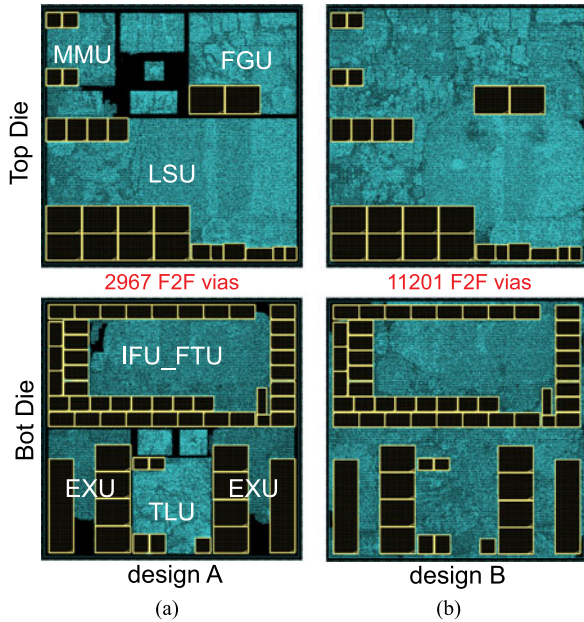 Top Die
MMU
FGU
LSU
2967 F2F vias
11201 F2F vias
Bot Die
IFU_FTU
EXU
TLU
EXU
design A
design B
(a)
(b)